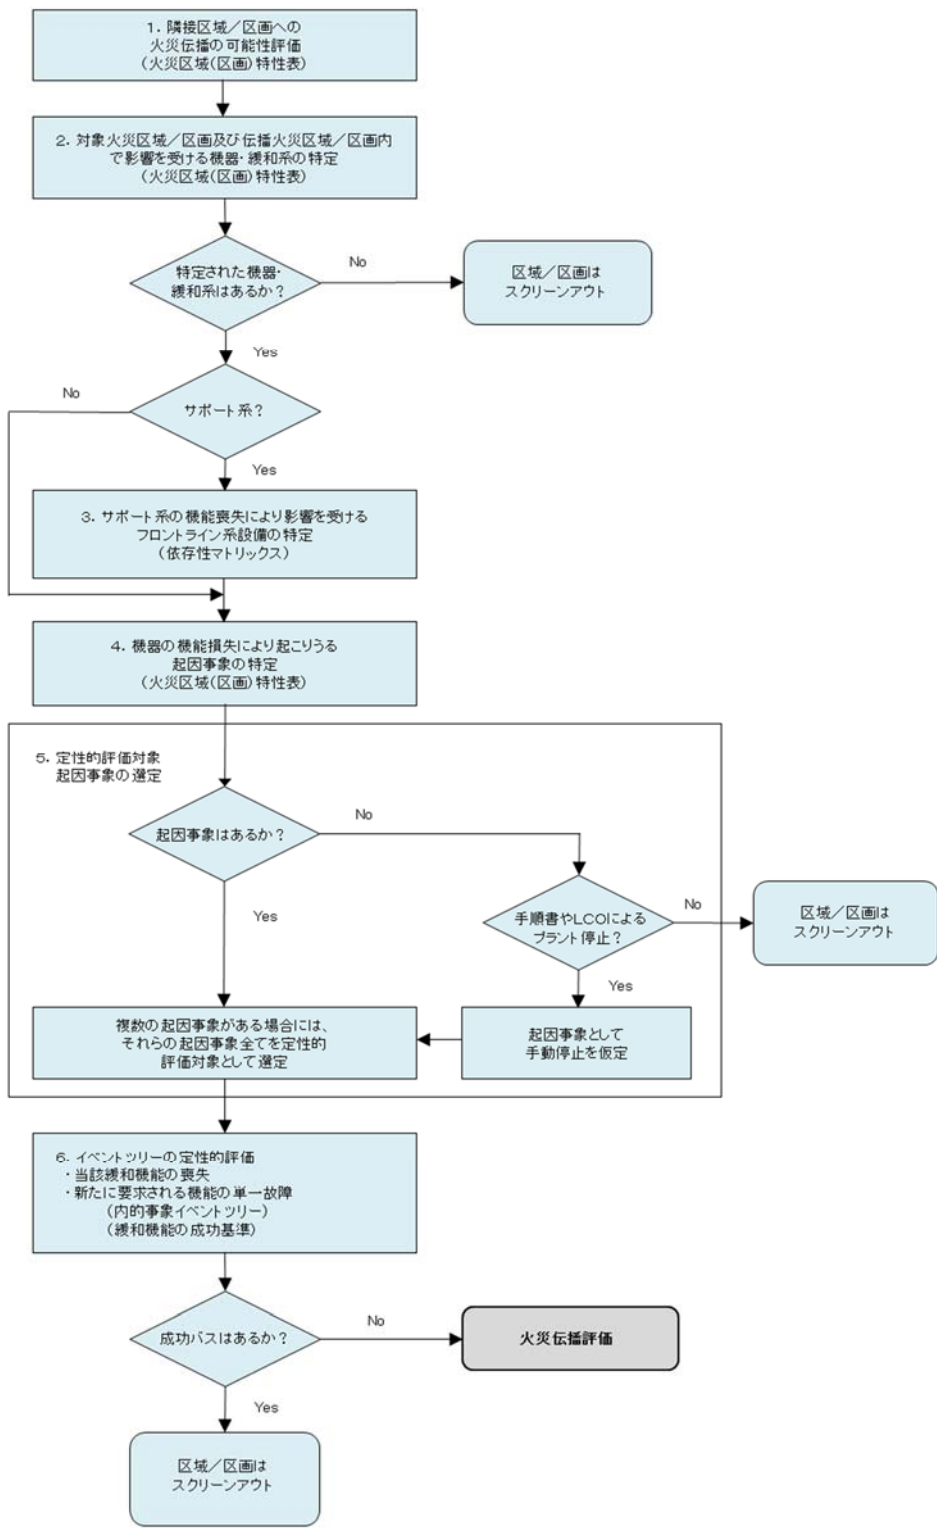 1. 隣接区域／区画への
火災伝播の可能性評価
(火災区域(区画)特性表)
2. 対象火災区域／区画及び伝播火災区域／区画内
で影響を受ける機器・緩和系の特定
(火災区域(区画)特性表)
特定された機器・
緩和系はあるか？
No
区域／区画は
スクリーンアウト
Yes
サポート系？
No
Yes
3. サポート系の機能喪失により影響を受ける
フロントライン系設備の特定
(依存性マトリックス)
4. 機器の機能損失により起こりうる
起因事象の特定
(火災区域(区画)特性表)
5. 定性的評価対象
起因事象の選定
起因事象はあるか？
No
手順書やLCOによる
プラント停止？
No
区域／区画は
スクリーンアウト
Yes
Yes
複数の起因事象がある場合には、
それらの起因事象全てを定性的
評価対象として選定
起因事象として
手動停止を仮定
6. イベントツリーの定性的評価
・当該緩和機能の喪失
・新たに要求される機能の単一故障
(内的事象イベントツリー)
(緩和機能の成功基準)
成功パスはあるか？
No
火災伝播評価
Yes
区域／区画は
スクリーンアウト